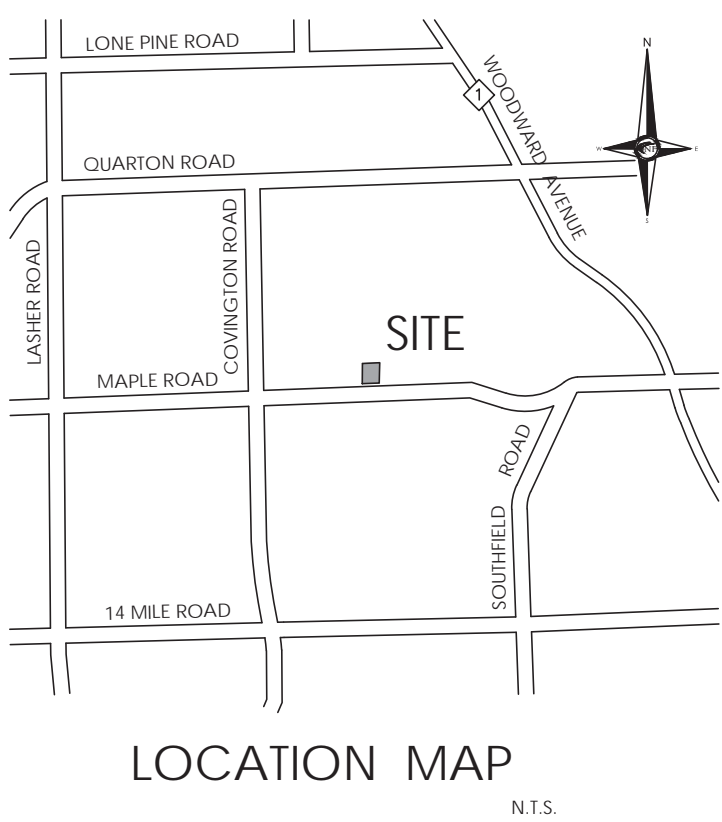 LONE PINE ROAD
N
WOODWARD AVENUE
1
W
E
QUARTON ROAD
S
LASHER ROAD
COVINGTON ROAD
SITE
MAPLE ROAD
SOUTHFIELD ROAD
14 MILE ROAD
LOCATION MAP
N.T.S.